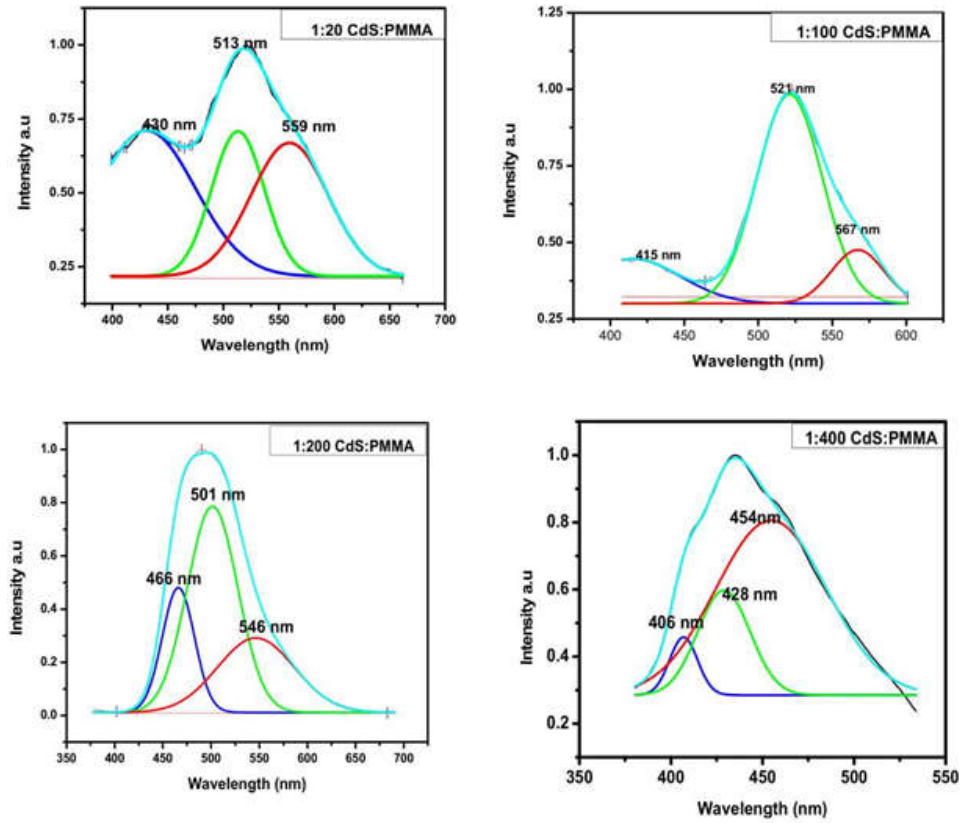 1:20 CdS:PMMA
513 nm
430 nm
559 nm
1.00
0.75
0.50
0.25
Intensity a.u
400 450 500 550 600 650 700
Wavelength (nm)
1:100 CdS:PMMA
521 nm
567 nm
415 nm
1.25
1.00
0.75
0.50
0.25
Intensity a.u
400 450 500 550 600
Wavelength (nm)
1:200 CdS:PMMA
501 nm
466 nm
546 nm
1.0
0.8
0.6
0.4
0.2
0.0
Intensity a.u
350 400 450 500 550 600 650 700
Wavelength (nm)
1:400 CdS:PMMA
454nm
428 nm
406 nm
1.0
0.8
0.6
0.4
0.2
Intensity a.u
350 400 450 500 550
Wavelength (nm)